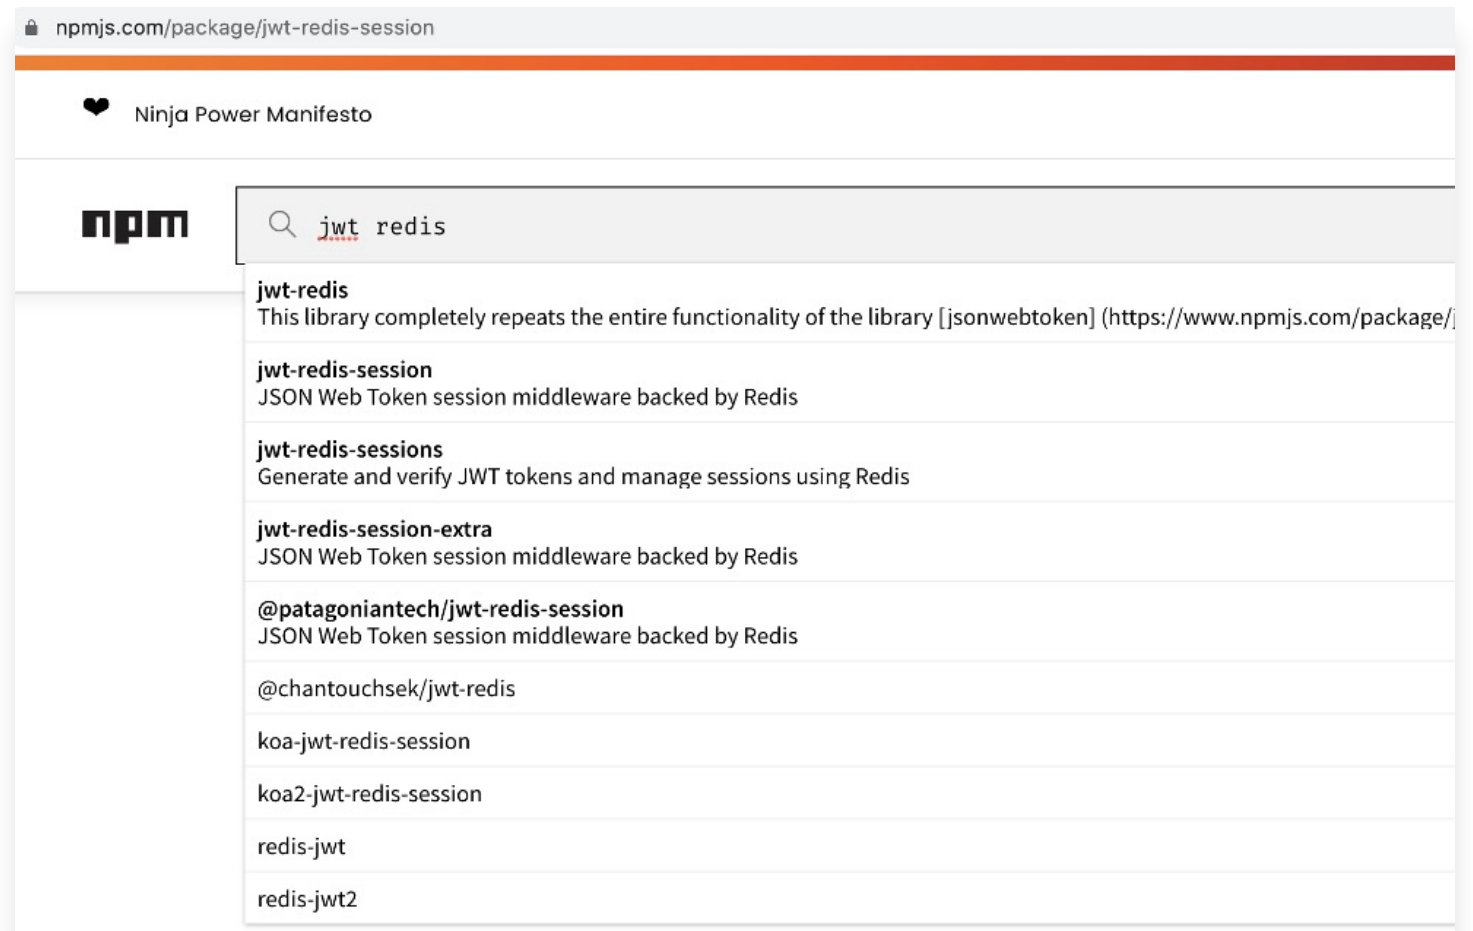 npmjs.com/package/jwt-redis-session
Ninja Power Manifesto
npm
jwt redis
jwt-redis
This library completely repeats the entire functionality of the library [jsonwebtoken] (https://www.npmjs.com/package/j
jwt-redis-session
JSON Web Token session middleware backed by Redis
jwt-redis-sessions
Generate and verify JWT tokens and manage sessions using Redis
jwt-redis-session-extra
JSON Web Token session middleware backed by Redis
@patagoniantech/jwt-redis-session
JSON Web Token session middleware backed by Redis
@chantouchsek/jwt-redis
koa-jwt-redis-session
koa2-jwt-redis-session
redis-jwt
redis-jwt2